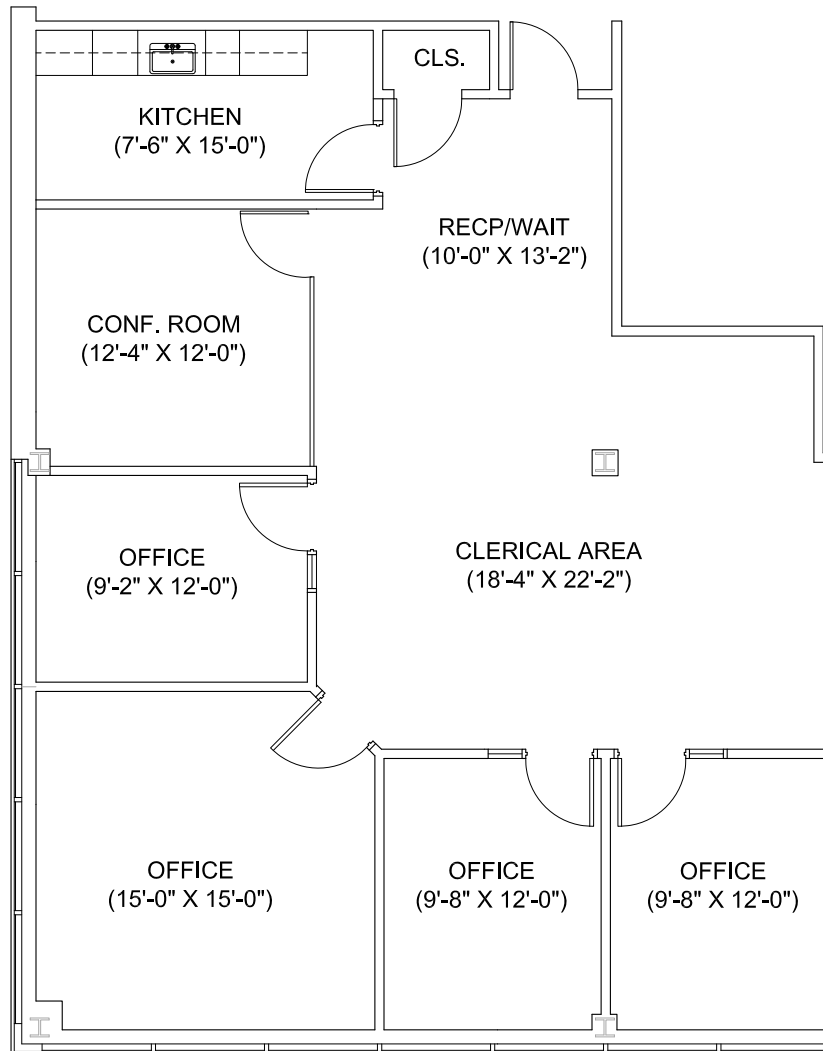 CLS.
KITCHEN
(7'-6" X 15'-0")
RECP/WAIT
(10'-0" X 13'-2")
CONF. ROOM
(12'-4" X 12'-0")
OFFICE
(9'-2" X 12'-0")
CLERICAL AREA
(18'-4" X 22'-2")
OFFICE
(15'-0" X 15'-0")
OFFICE
(9'-8" X 12'-0")
OFFICE
(9'-8" X 12'-0")